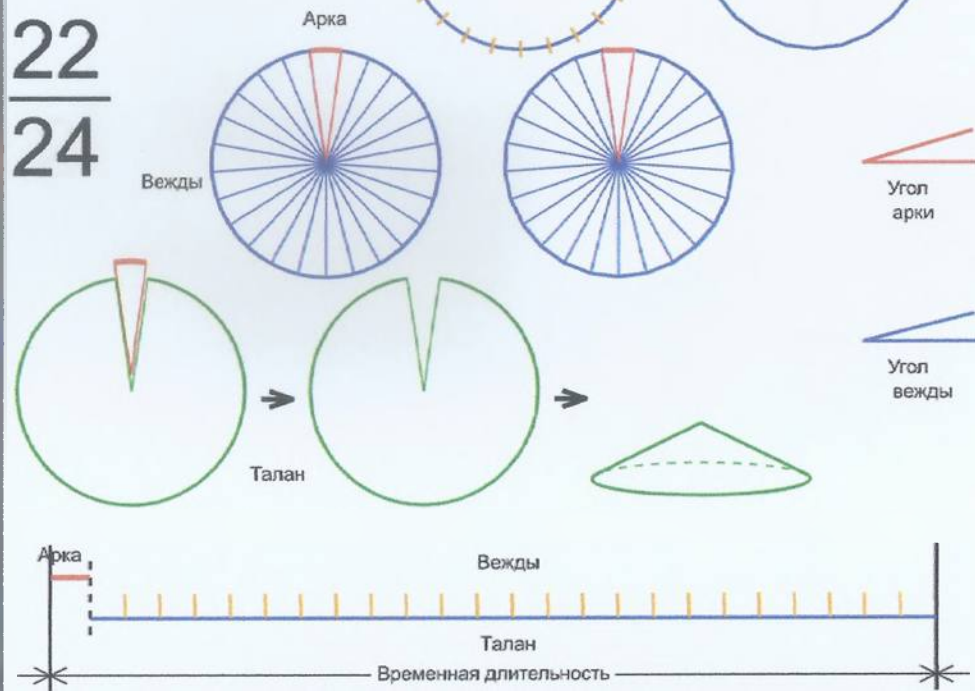 Арка
22
24
Вежды
Угол
арки
Угол
вежды
Талан
Арка
Вежды
Талан
Временная длительность